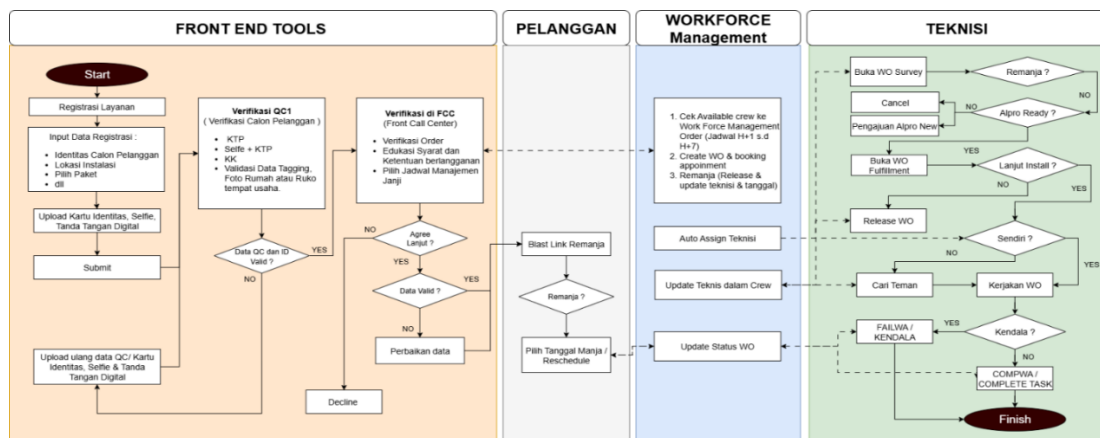 FRONT END TOOLS
PELANGGAN
WORKFORCE
Management
TEKNISI
Start
Registrasi Layanan
Input Data Registrasi :
• Identitas Calon Pelanggan
• Lokasi Instalasi
• Pilih Paket
• dll
Upload Kartu Identitas, Selfie,
Tanda Tangan Digital
Submit
Upload ulang data QC/ Kartu
Identitas, Selfie & Tanda
Tangan Digital
Verifikasi QC1
( Verifikasi Calon Pelanggan )
• KTP
• Selfe + KTP
• KK
• Validasi Data Tagging,
Foto Rumah atau Ruko
tempat usaha.
Data QC dan ID
Valid ?
YES
NO
Verifikasi di FCC
(Front Call Center)
• Verifikasi Order
• Edukasi Syarat dan
Ketentuan berlangganan
• Pilih Jadwal Manajemen
Janji
NO
Agree
Lanjut ?
YES
YES
Data Valid ?
NO
Perbaikan data
Decline
Blast Link Remanja
Remanja ?
Pilih Tanggal Manja /
Reschedule
1. Cek Available crew ke
Work Force Management
Order (Jadwal H+1 s.d
H+7)
2. Create WO & booking
appoinment
3. Remanja (Release &
update teknisi & tanggal)
Auto Assign Teknisi
Update Teknis dalam Crew
Update Status WO
Buka WO Survey
Remanja ?
NO
Cancel
NO
Alpro Ready ?
Pengajuan Alpro New
YES
Buka WO
Fulfillment
Lanjut Install ?
YES
NO
Release WO
Sendiri ?
NO
YES
Cari Teman
Kerjakan WO
FAILWA /
KENDALA
YES
Kendala ?
NO
COMPWA /
COMPLETE TASK
Finish